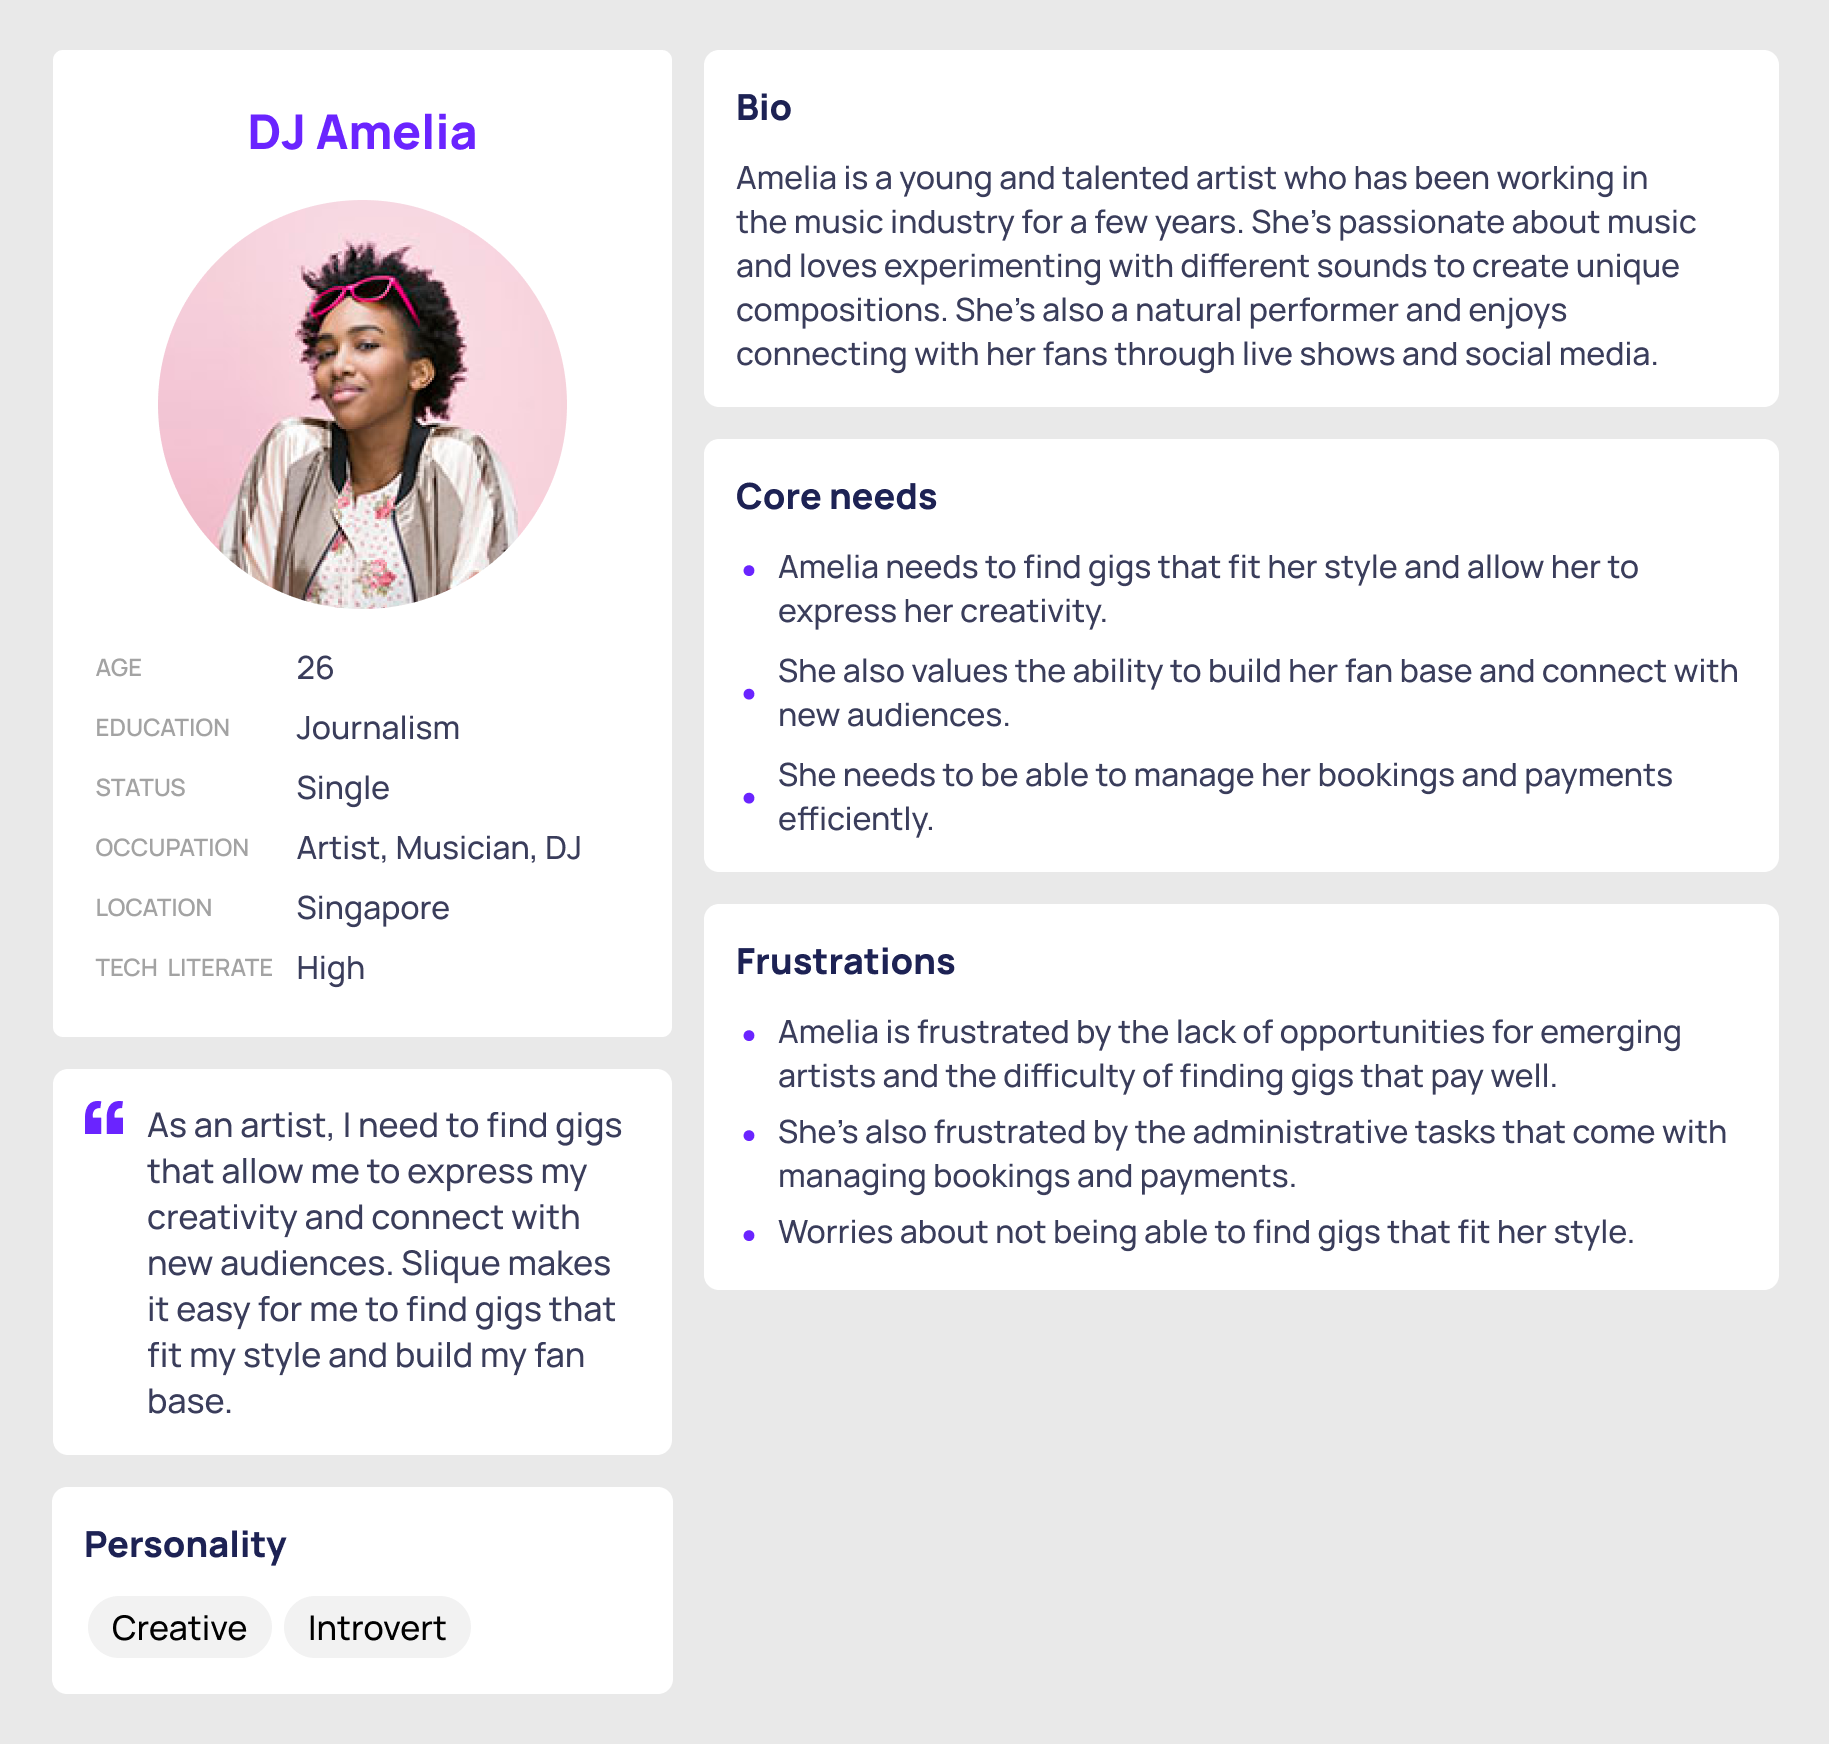 DJ Amelia
AGE 26
EDUCATION Journalism
STATUS Single
OCCUPATION Artist, Musician, DJ
LOCATION Singapore
TECH LITERATE High
“ As an artist, I need to find gigs
that allow me to express my
creativity and connect with
new audiences. Slique makes
it easy for me to find gigs that
fit my style and build my fan
base.
Personality
Creative Introvert
Bio
Amelia is a young and talented artist who has been working in
the music industry for a few years. She’s passionate about music
and loves experimenting with different sounds to create unique
compositions. She’s also a natural performer and enjoys
connecting with her fans through live shows and social media.
Core needs
• Amelia needs to find gigs that fit her style and allow her to
express her creativity.
• She also values the ability to build her fan base and connect with
new audiences.
• She needs to be able to manage her bookings and payments
efficiently.
Frustrations
• Amelia is frustrated by the lack of opportunities for emerging
artists and the difficulty of finding gigs that pay well.
• She’s also frustrated by the administrative tasks that come with
managing bookings and payments.
• Worries about not being able to find gigs that fit her style.